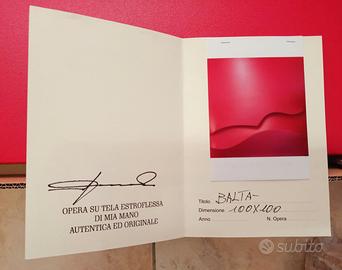 OPERA SU TELA ESTROFLESSA
DI MIA MANO
AUTENTICA ED ORIGINALE
Titolo BALTA-
Dimensione 100X100
Anno N. Opera
subito